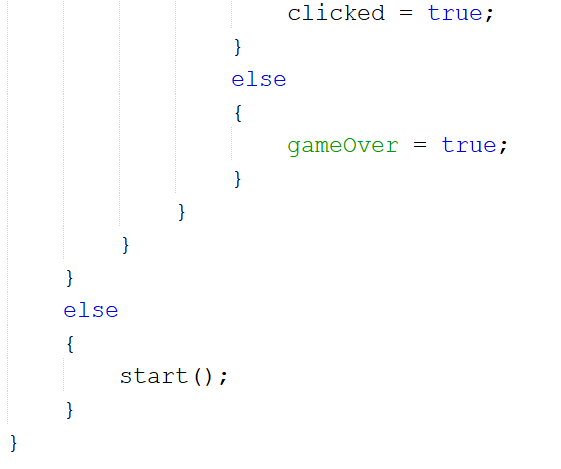 clicked = true;
                }
                else
                {
                    gameOver = true;
                }
            }
        }
    }
    else
    {
        start();
    }
}